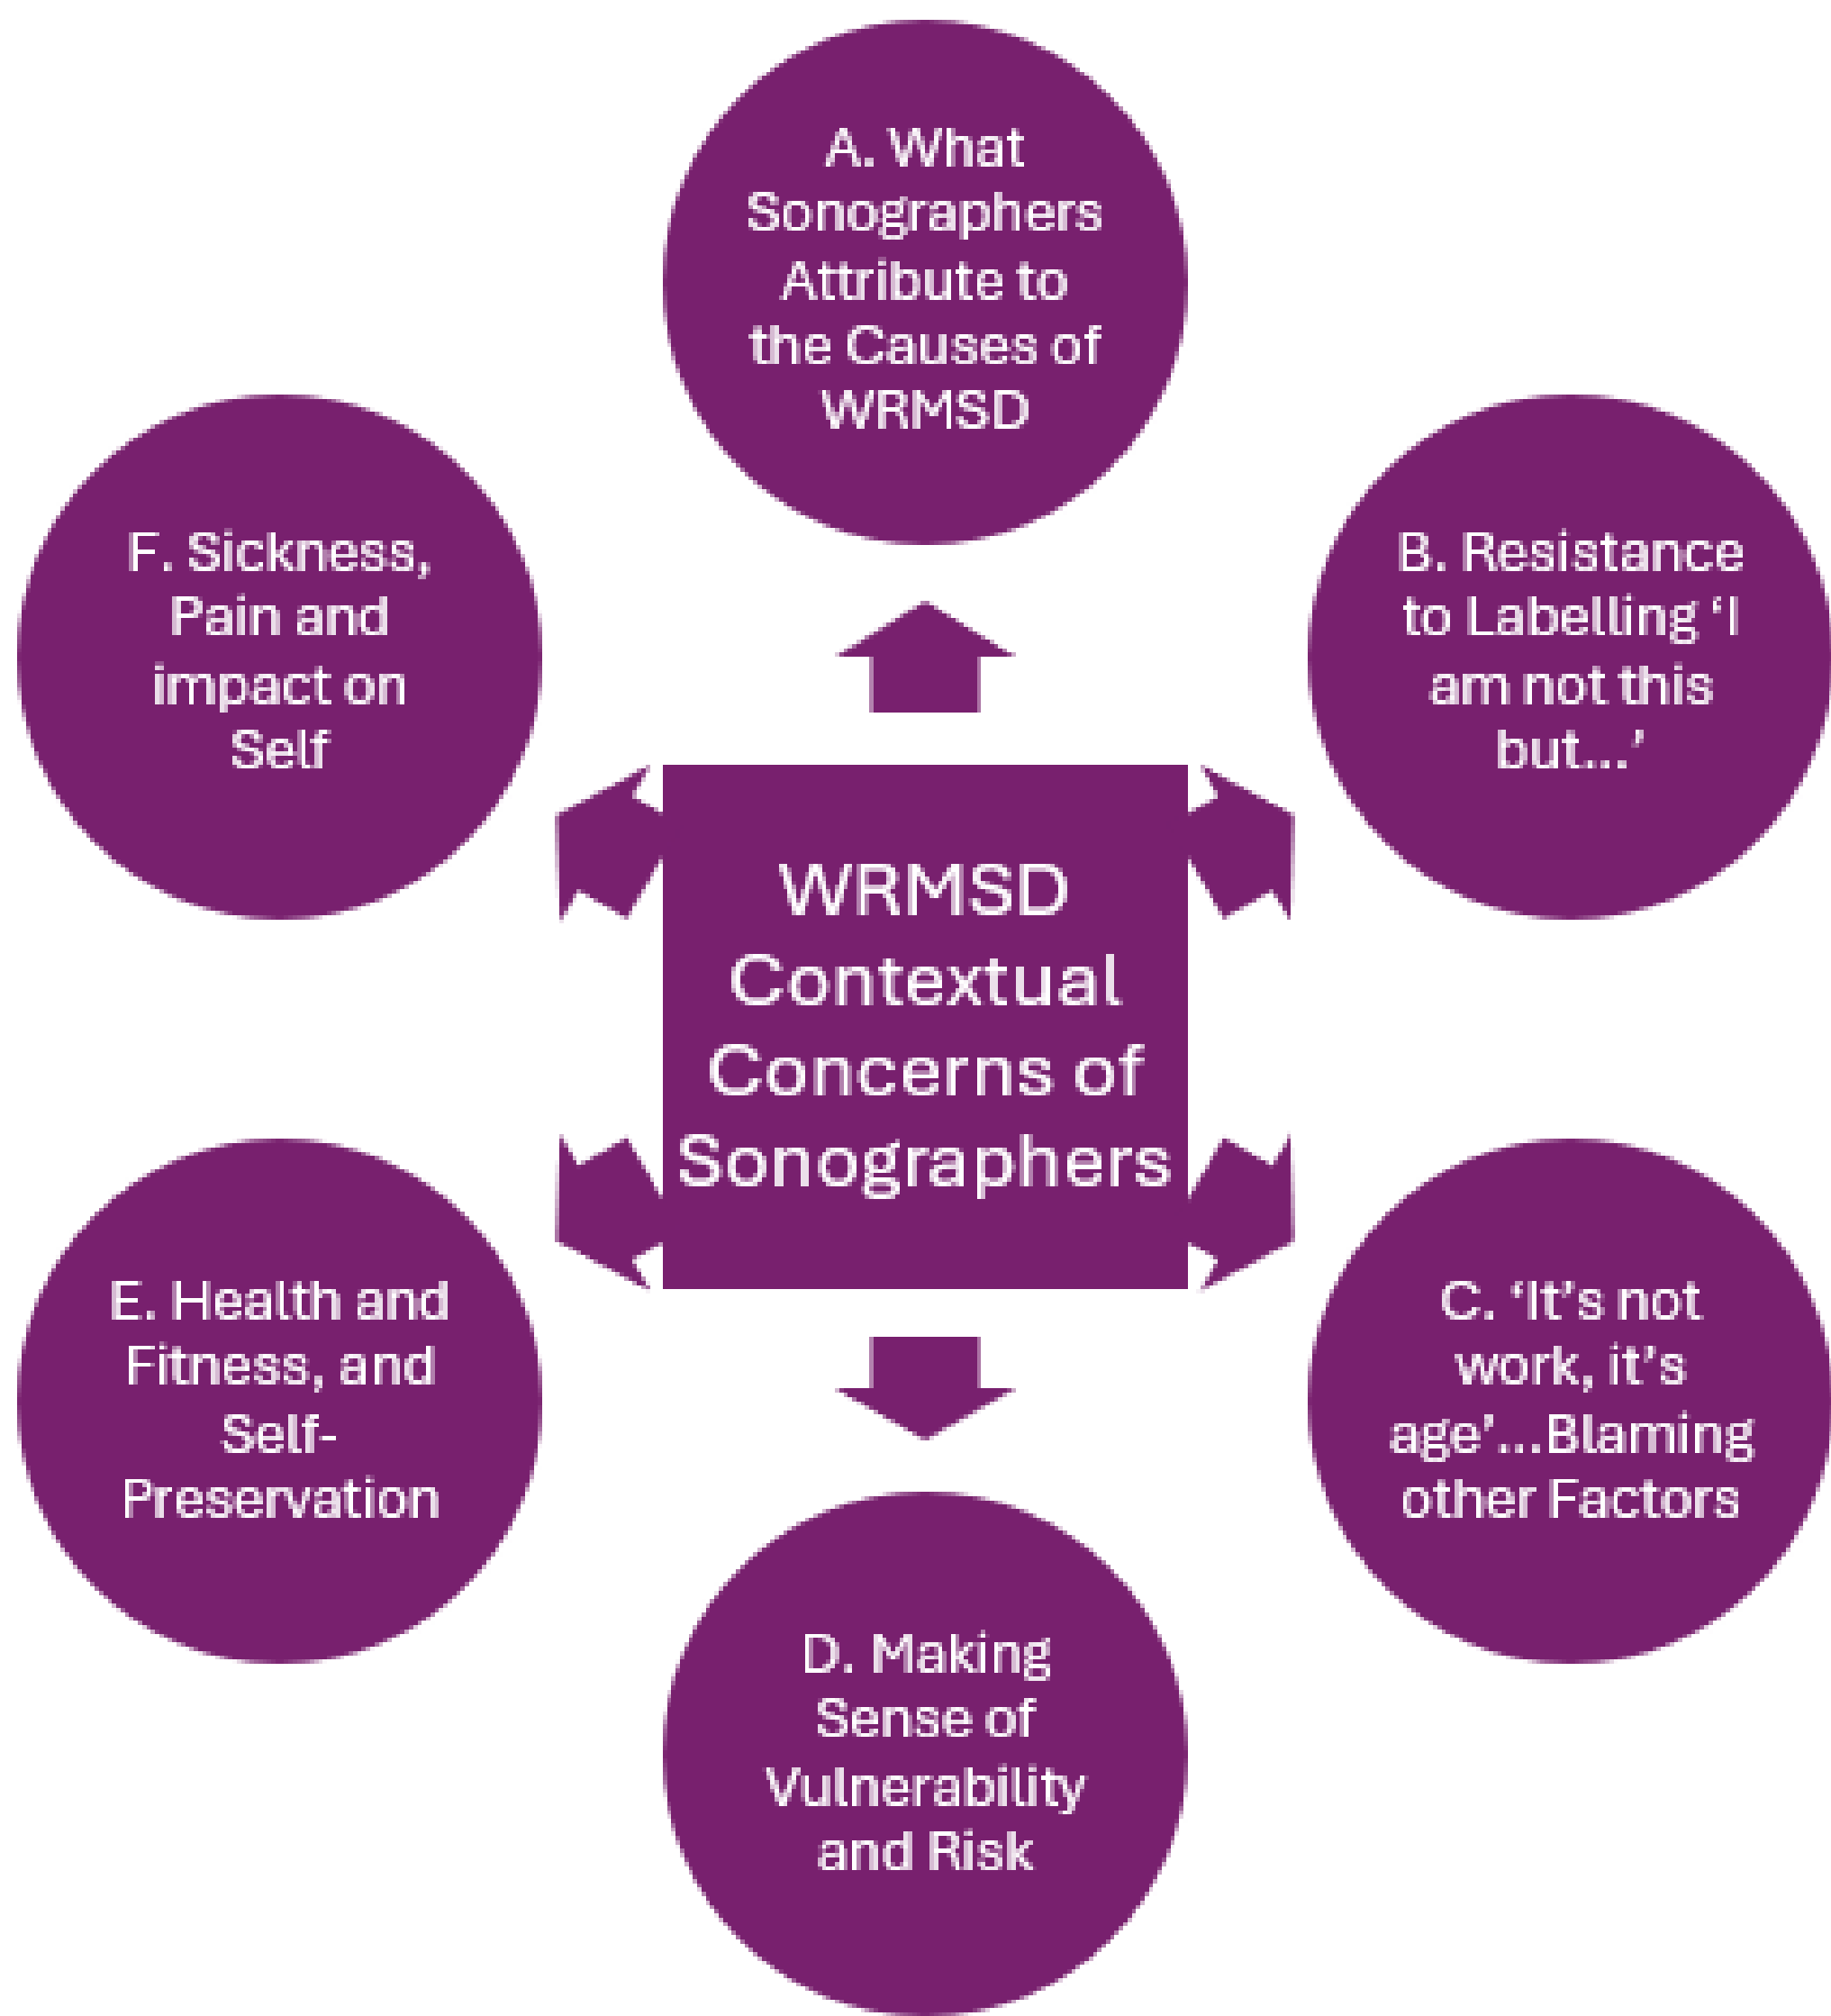 A. What
Sonographers
Attribute to
the Causes of
WRMSD
B. Resistance
to Labelling ‘I
am not this
but...’
C. ‘It’s not
work, it’s
age’...Blaming
other Factors
D. Making
Sense of
Vulnerability
and Risk
E. Health and
Fitness, and
Self-
Preservation
F. Sickness,
Pain and
impact on
Self
WRMSD
Contextual
Concerns of
Sonographers